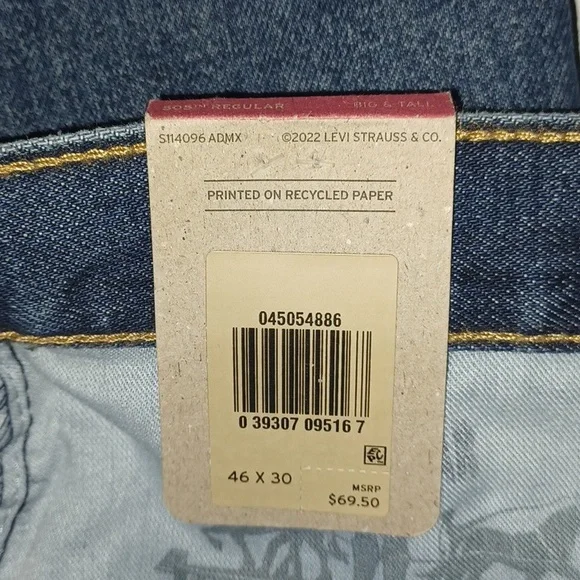 505™ REGULAR BIG & TALL
S114096 ADMX ©2022 LEVI STRAUSS & CO.
PRINTED ON RECYCLED PAPER
045054886
0 39307 09516 7
46 X 30
MSRP
$69.50